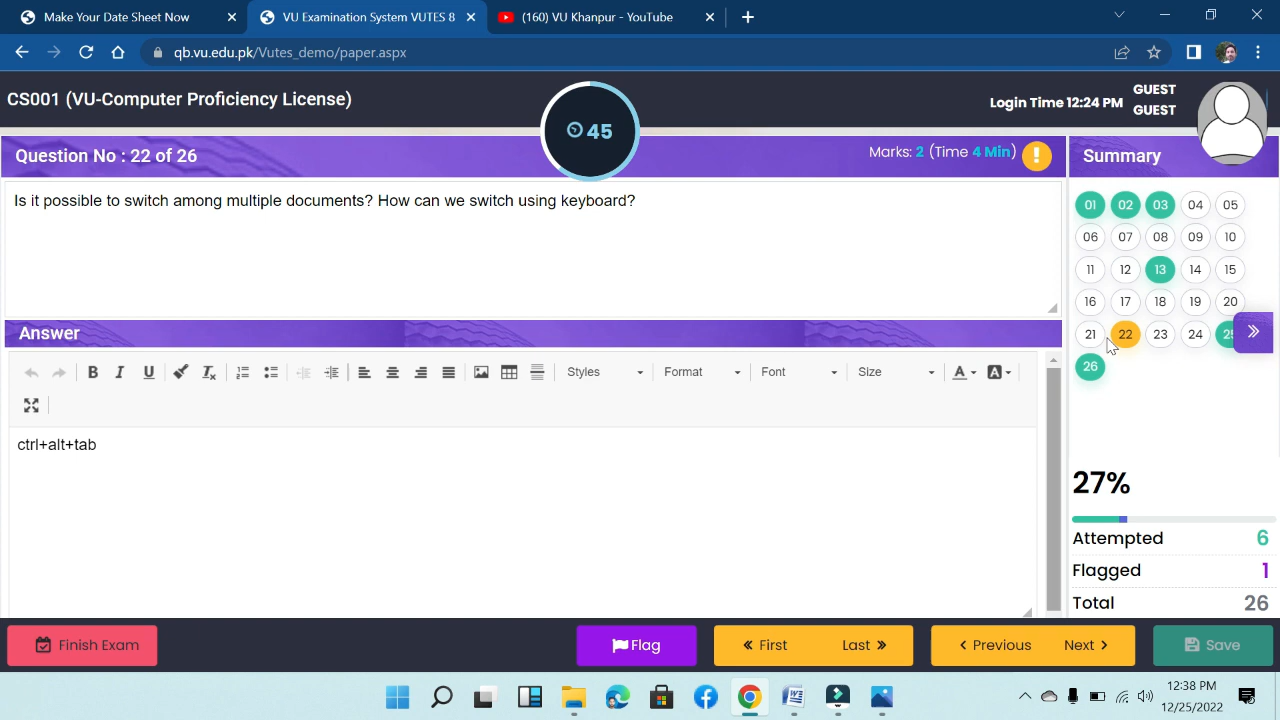 Make Your Date Sheet Now
VU Examination System VUTES 8
(160) VU Khanpur - YouTube
qb.vu.edu.pk/Vutes_demo/paper.aspx
CS001 (VU-Computer Proficiency License)
45
Login Time 12:24 PM
GUEST
GUEST
Question No : 22 of 26
Marks: 2 (Time 4 Min)
Summary
Is it possible to switch among multiple documents? How can we switch using keyboard?
01 02 03 04 05
06 07 08 09 10
11 12 13 14 15
16 17 18 19 20
21 22 23 24 25
26
Answer
B I U Styles Format Font Size A A
ctrl+alt+tab
27%
Attempted 6
Flagged 1
Total 26
Finish Exam
Flag
First Last
Previous Next
Save
12:38 PM
12/25/2022